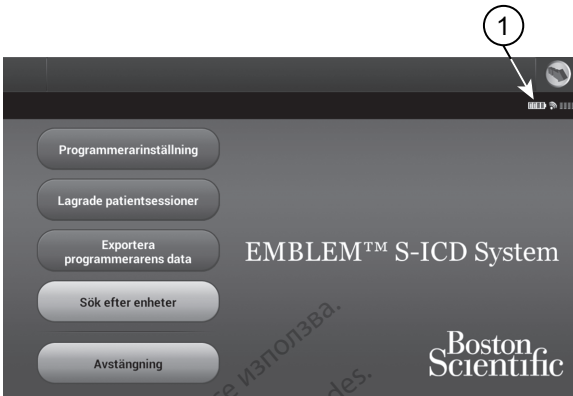 1
Programmerarinställning
Lagrade patientsessioner
Exportera
programmerarens data
EMBLEM™ S-ICD System
Sök efter enheter
Avstängning
Boston
Scientific